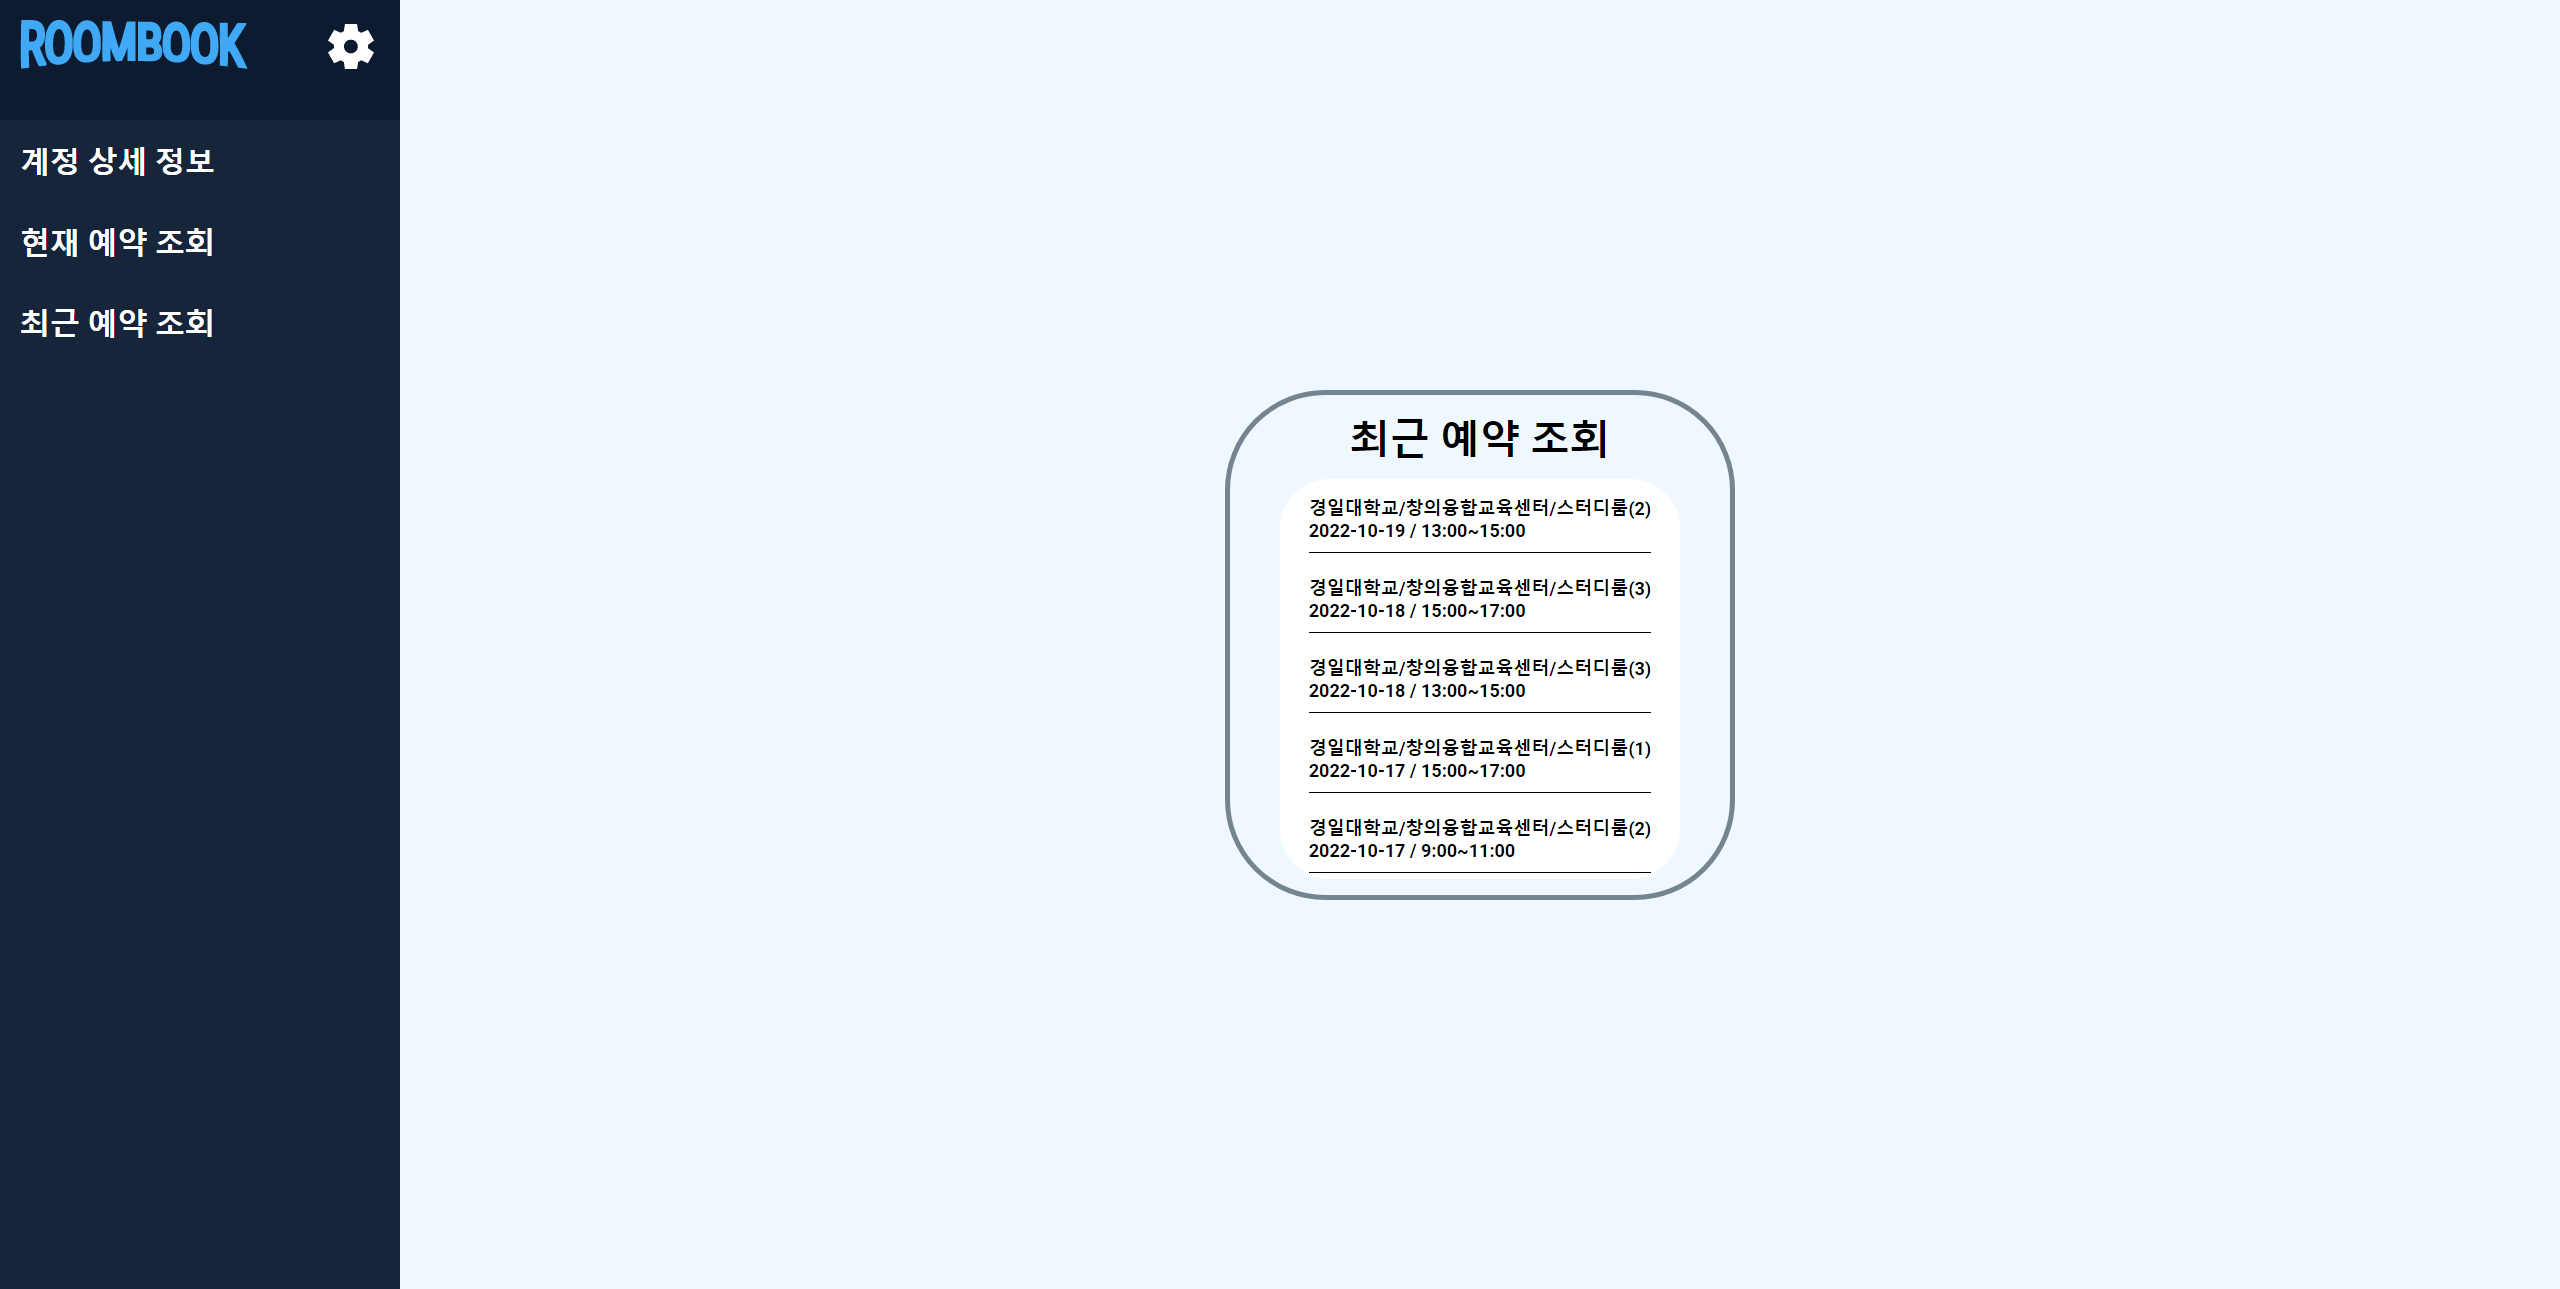 ROOMBOOK
계정 상세 정보
현재 예약 조회
최근 예약 조회
최근 예약 조회
경일대학교/창의융합교육센터/스터디룸(2)
2022-10-19 / 13:00~15:00
경일대학교/창의융합교육센터/스터디룸(3)
2022-10-18 / 15:00~17:00
경일대학교/창의융합교육센터/스터디룸(3)
2022-10-18 / 13:00~15:00
경일대학교/창의융합교육센터/스터디룸(1)
2022-10-17 / 15:00~17:00
경일대학교/창의융합교육센터/스터디룸(2)
2022-10-17 / 9:00~11:00